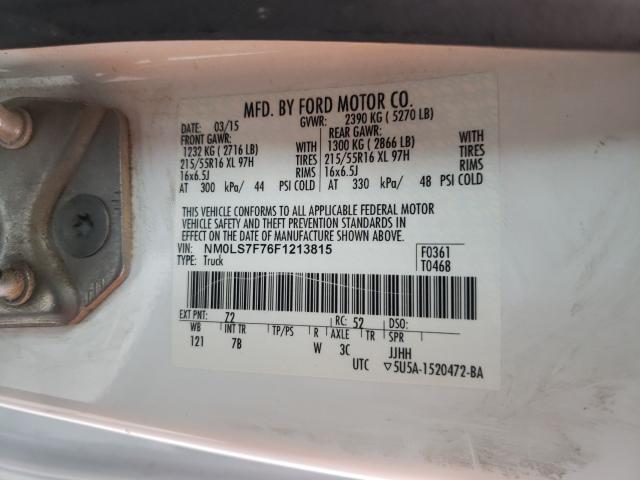 MFD. BY FORD MOTOR CO.
DATE: 03/15 GVWR: 2390 KG ( 5270 LB)
FRONT GAWR: REAR GAWR:
1232 KG ( 2716 LB) WITH 1300 KG ( 2866 LB) WITH
215/55R16 XL 97H TIRES 215/55R16 XL 97H TIRES
16x6.5J RIMS 16x6.5J RIMS
AT 300 kPa/ 44 PSI COLD AT 330 kPa/ 48 PSI COLD
THIS VEHICLE CONFORMS TO ALL APPLICABLE FEDERAL MOTOR
VEHICLE SAFETY AND THEFT PREVENTION STANDARDS IN
EFFECT ON THE DATE OF MANUFACTURE SHOWN ABOVE.
VIN: NM0LS7F76F1213815 F0361
TYPE: Truck T0468
EXT PNT: Z2 RC: 52 DSO:
WB INT TR TP/PS R AXLE TR SPR
121 7B W 3C JJHH
UTC ▽5U5A-1520472-BA